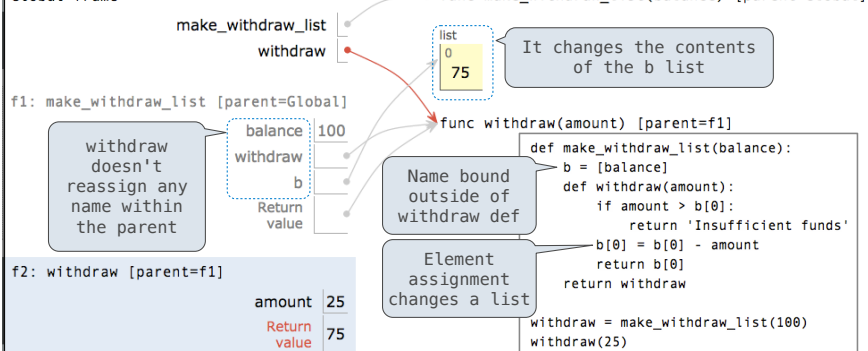 make_withdraw_list
withdraw
list
0
75
It changes the contents
of the b list
f1: make_withdraw_list [parent=Global]
balance 100
withdraw
b
Return
value
withdraw
doesn't
reassign any
name within
the parent
func withdraw(amount) [parent=f1]
Name bound
outside of
withdraw def
Element
assignment
changes a list
def make_withdraw_list(balance):
    b = [balance]
    def withdraw(amount):
        if amount > b[0]:
            return 'Insufficient funds'
        b[0] = b[0] - amount
        return b[0]
    return withdraw
withdraw = make_withdraw_list(100)
withdraw(25)
f2: withdraw [parent=f1]
amount 25
Return
value 75